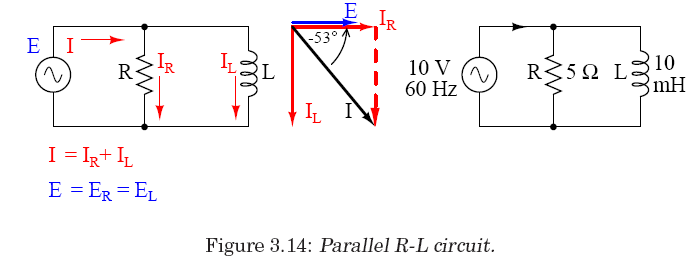 E I R I_R I_L L
E I_R
-53°
I_L I
10 V
60 Hz
R 5 Ω L 10
mH
I = I_R + I_L
E = E_R = E_L
Figure 3.14: Parallel R-L circuit.